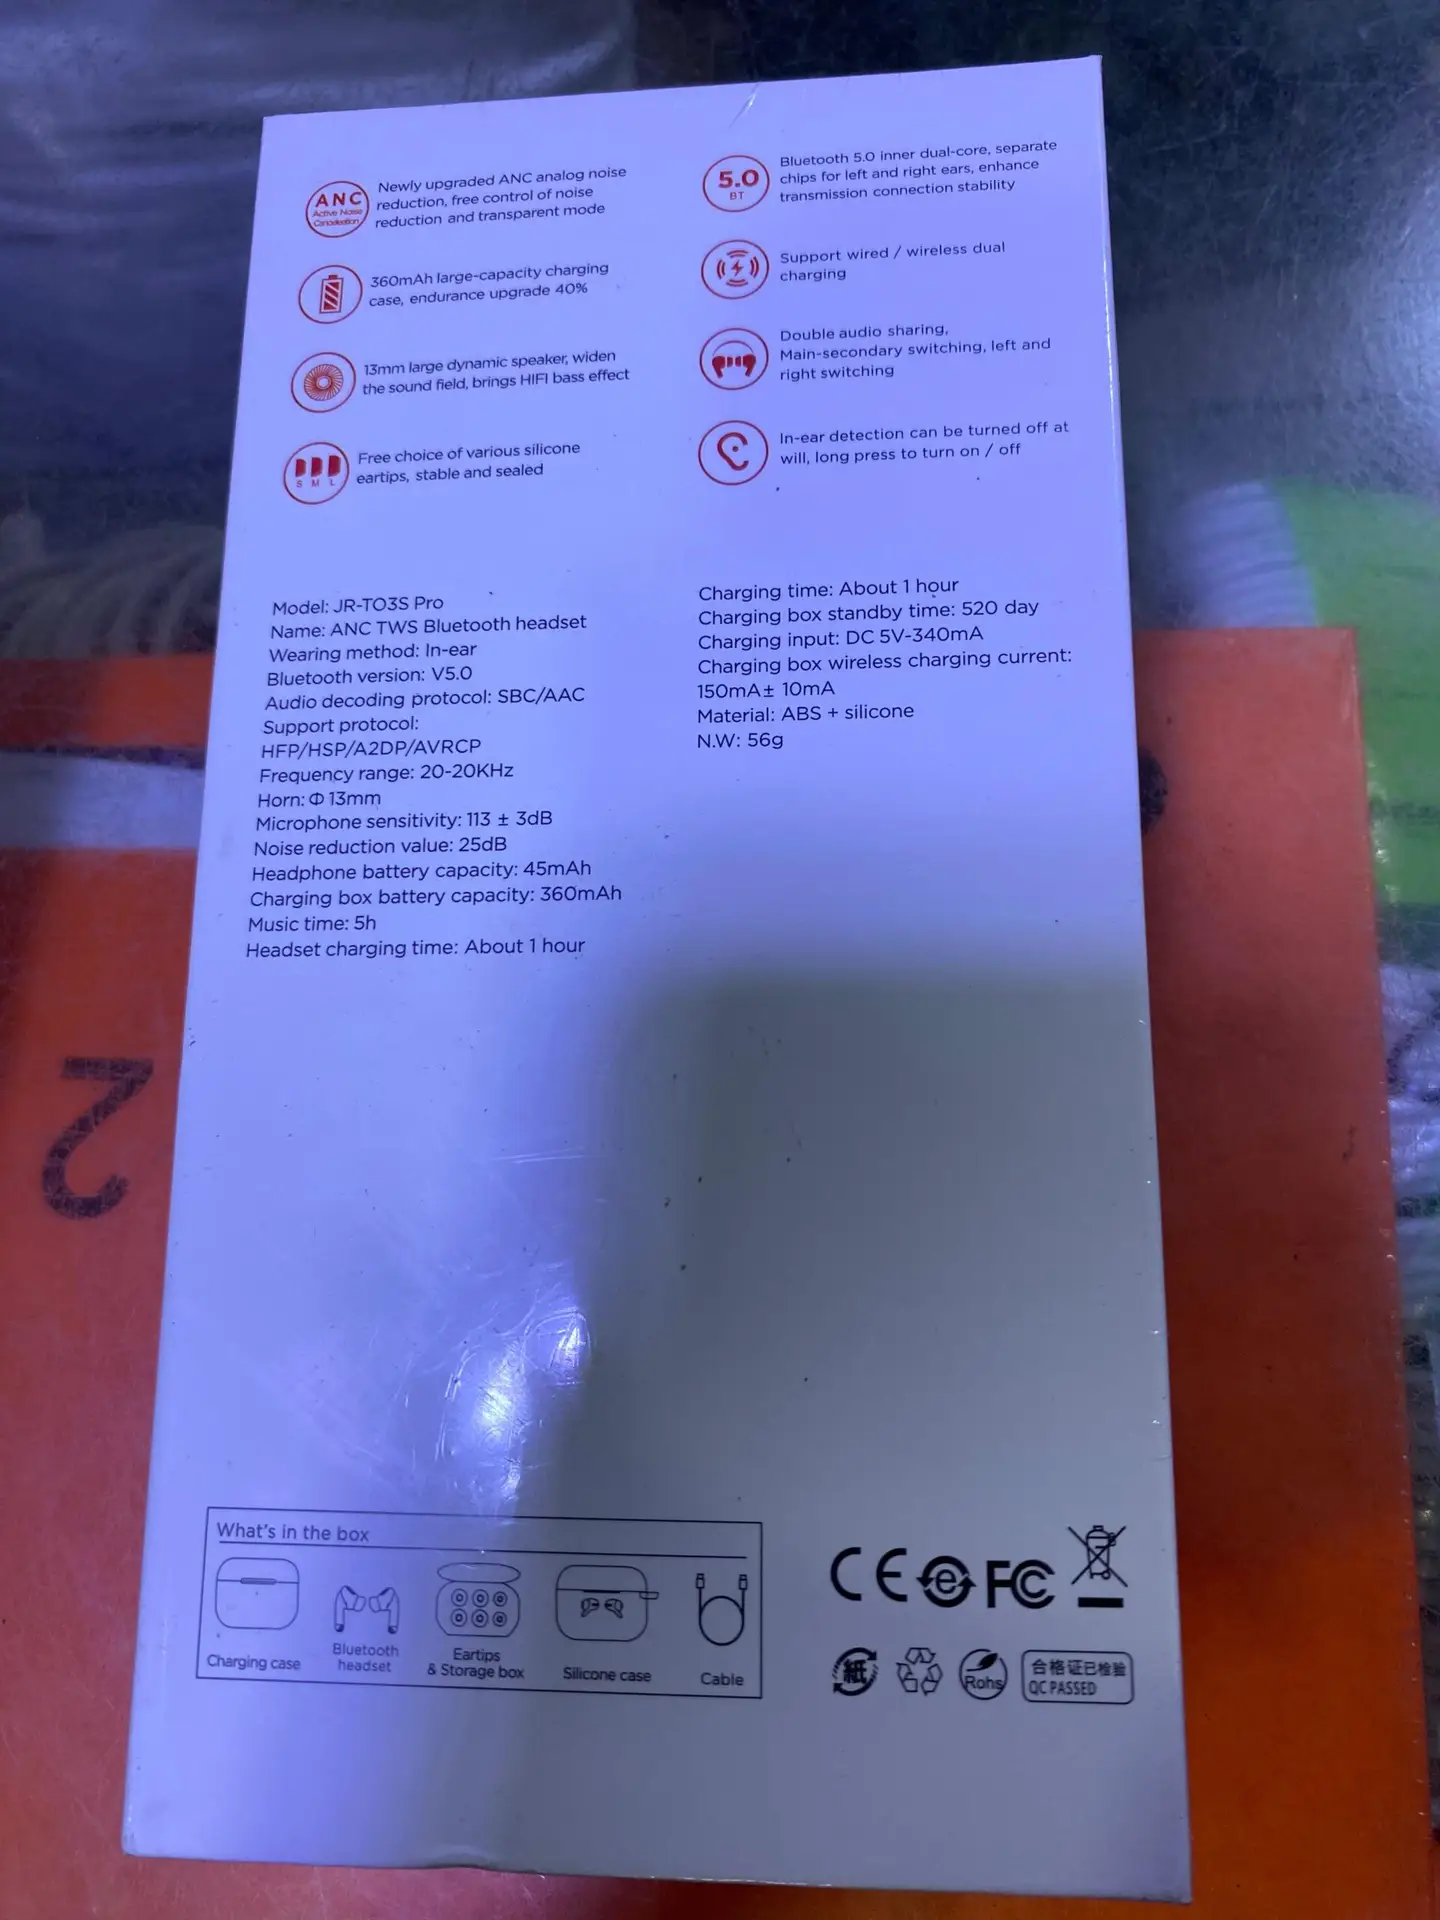 ANC
Active Noise
Cancellation
Newly upgraded ANC analog noise
reduction, free control of noise
reduction and transparent mode
360mAh large-capacity charging
case, endurance upgrade 40%
13mm large dynamic speaker, widen
the sound field, brings HIFI bass effect
S M L
Free choice of various silicone
eartips, stable and sealed
5.0
BT
Bluetooth 5.0 inner dual-core, separate
chips for left and right ears, enhance
transmission connection stability
Support wired / wireless dual
charging
Double audio sharing,
Main-secondary switching, left and
right switching
In-ear detection can be turned off at
will, long press to turn on / off
Model: JR-TO3S Pro
Name: ANC TWS Bluetooth headset
Wearing method: In-ear
Bluetooth version: V5.0
Audio decoding protocol: SBC/AAC
Support protocol:
HFP/HSP/A2DP/AVRCP
Frequency range: 20-20KHz
Horn: Φ 13mm
Microphone sensitivity: 113 ± 3dB
Noise reduction value: 25dB
Headphone battery capacity: 45mAh
Charging box battery capacity: 360mAh
Music time: 5h
Headset charging time: About 1 hour
Charging time: About 1 hour
Charging box standby time: 520 day
Charging input: DC 5V-340mA
Charging box wireless charging current:
150mA± 10mA
Material: ABS + silicone
N.W: 56g
2
What's in the box
Charging case
Bluetooth
headset
Eartips
& Storage box
Silicone case
Cable
CE e FC
紙
Rohs
合格证已检验
QC PASSED